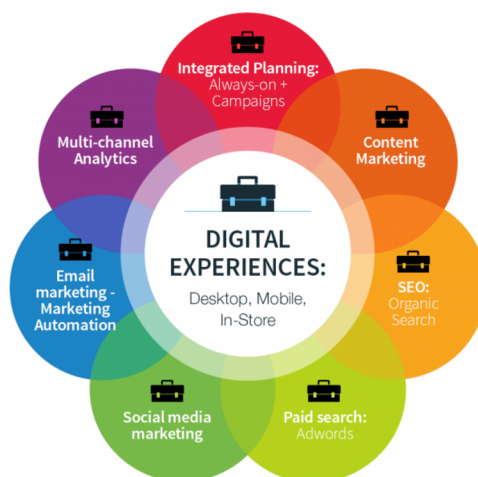 Integrated Planning:
Always-on +
Campaigns
Content
Marketing
SEO:
Organic
Search
Paid search:
Adwords
Social media
marketing
Email
marketing -
Marketing
Automation
Multi-channel
Analytics
DIGITAL
EXPERIENCES:
Desktop, Mobile,
In-Store